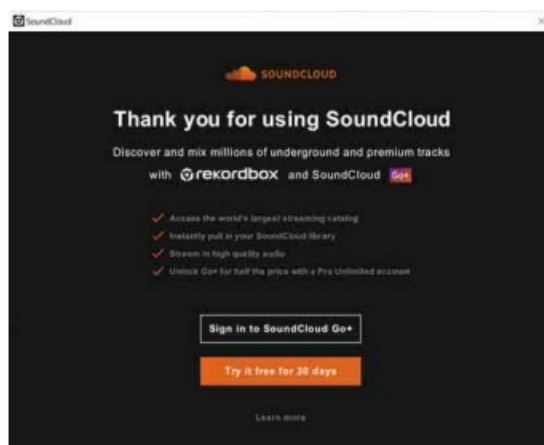 SoundCloud
SOUNDCLOUD
Thank you for using SoundCloud
Discover and mix millions of underground and premium tracks
with rekordbox and SoundCloud Go+
Access the world's largest streaming catalog
Instantly pull in your SoundCloud library
Stream in high quality audio
Unlock Go+ for half the price with a Pro Unlimited account
Sign in to SoundCloud Go+
Try it free for 30 days
Learn more